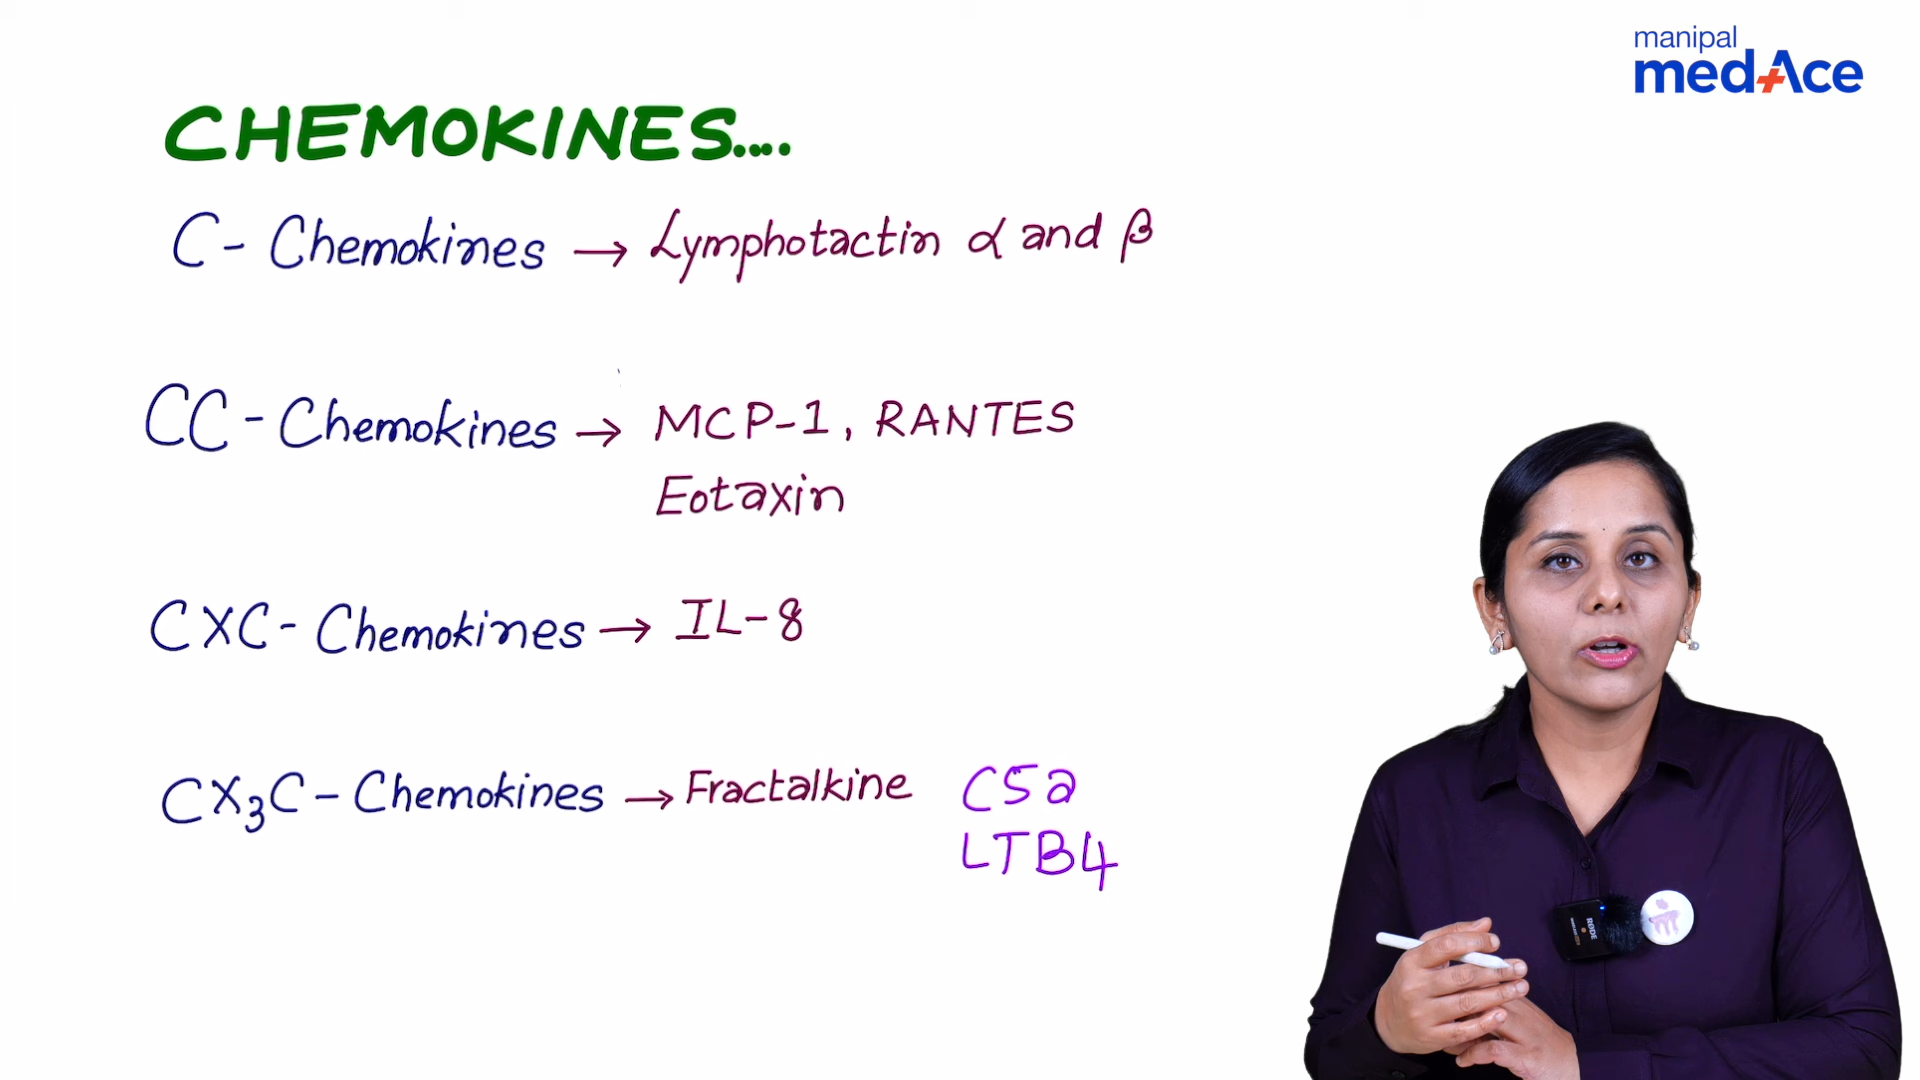 manipal
medAce
CHEMOKINES....
C - Chemokines → Lymphotactin α and β
CC - Chemokines → MCP-1, RANTES
Eotaxin
CXC - Chemokines → IL-8
CX₃C - Chemokines → Fractalkine
C5a
LTB4
RØDE